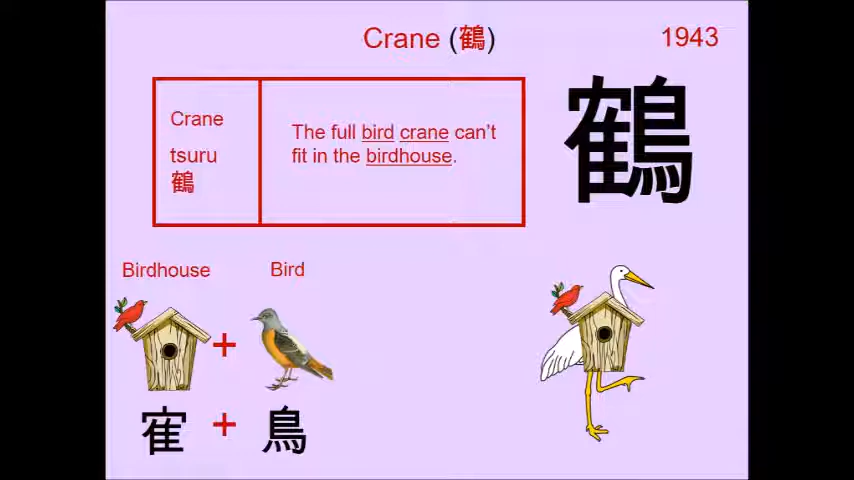 Crane (鶴)
1943
Crane
tsuru
鶴
The full bird crane can't
fit in the birdhouse.
鶴
Birdhouse
Bird
+
寉 + 鳥